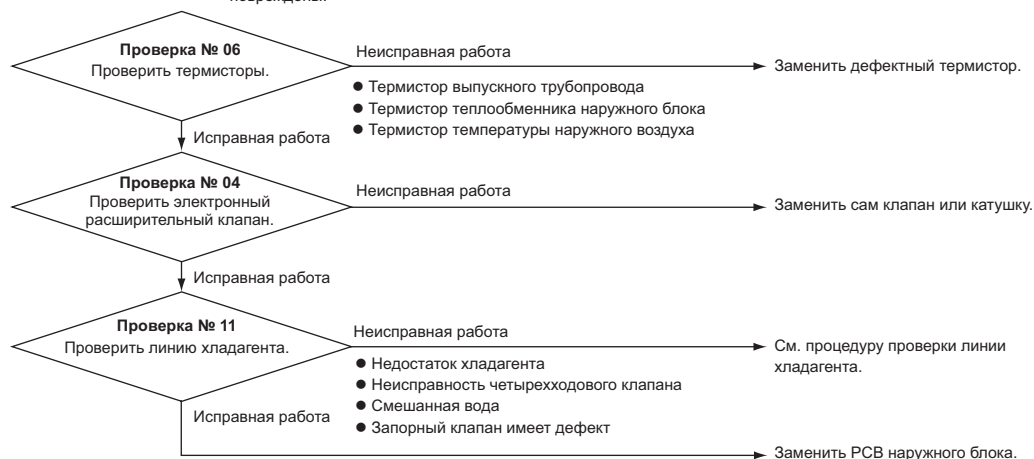 Проверка № 06
Проверить термисторы.
Неисправная работа
Заменить дефектный термистор.
● Термистор выпускного трубопровода
● Термистор теплообменника наружного блока
● Термистор температуры наружного воздуха
Исправная работа
Проверка № 04
Проверить электронный
расширительный клапан.
Неисправная работа
Заменить сам клапан или катушку.
Исправная работа
Проверка № 11
Проверить линию хладагента.
Неисправная работа
См. процедуру проверки линии
хладагента.
● Недостаток хладагента
● Неисправность четырехходового клапана
● Смешанная вода
● Запорный клапан имеет дефект
Исправная работа
Заменить PCB наружного блока.